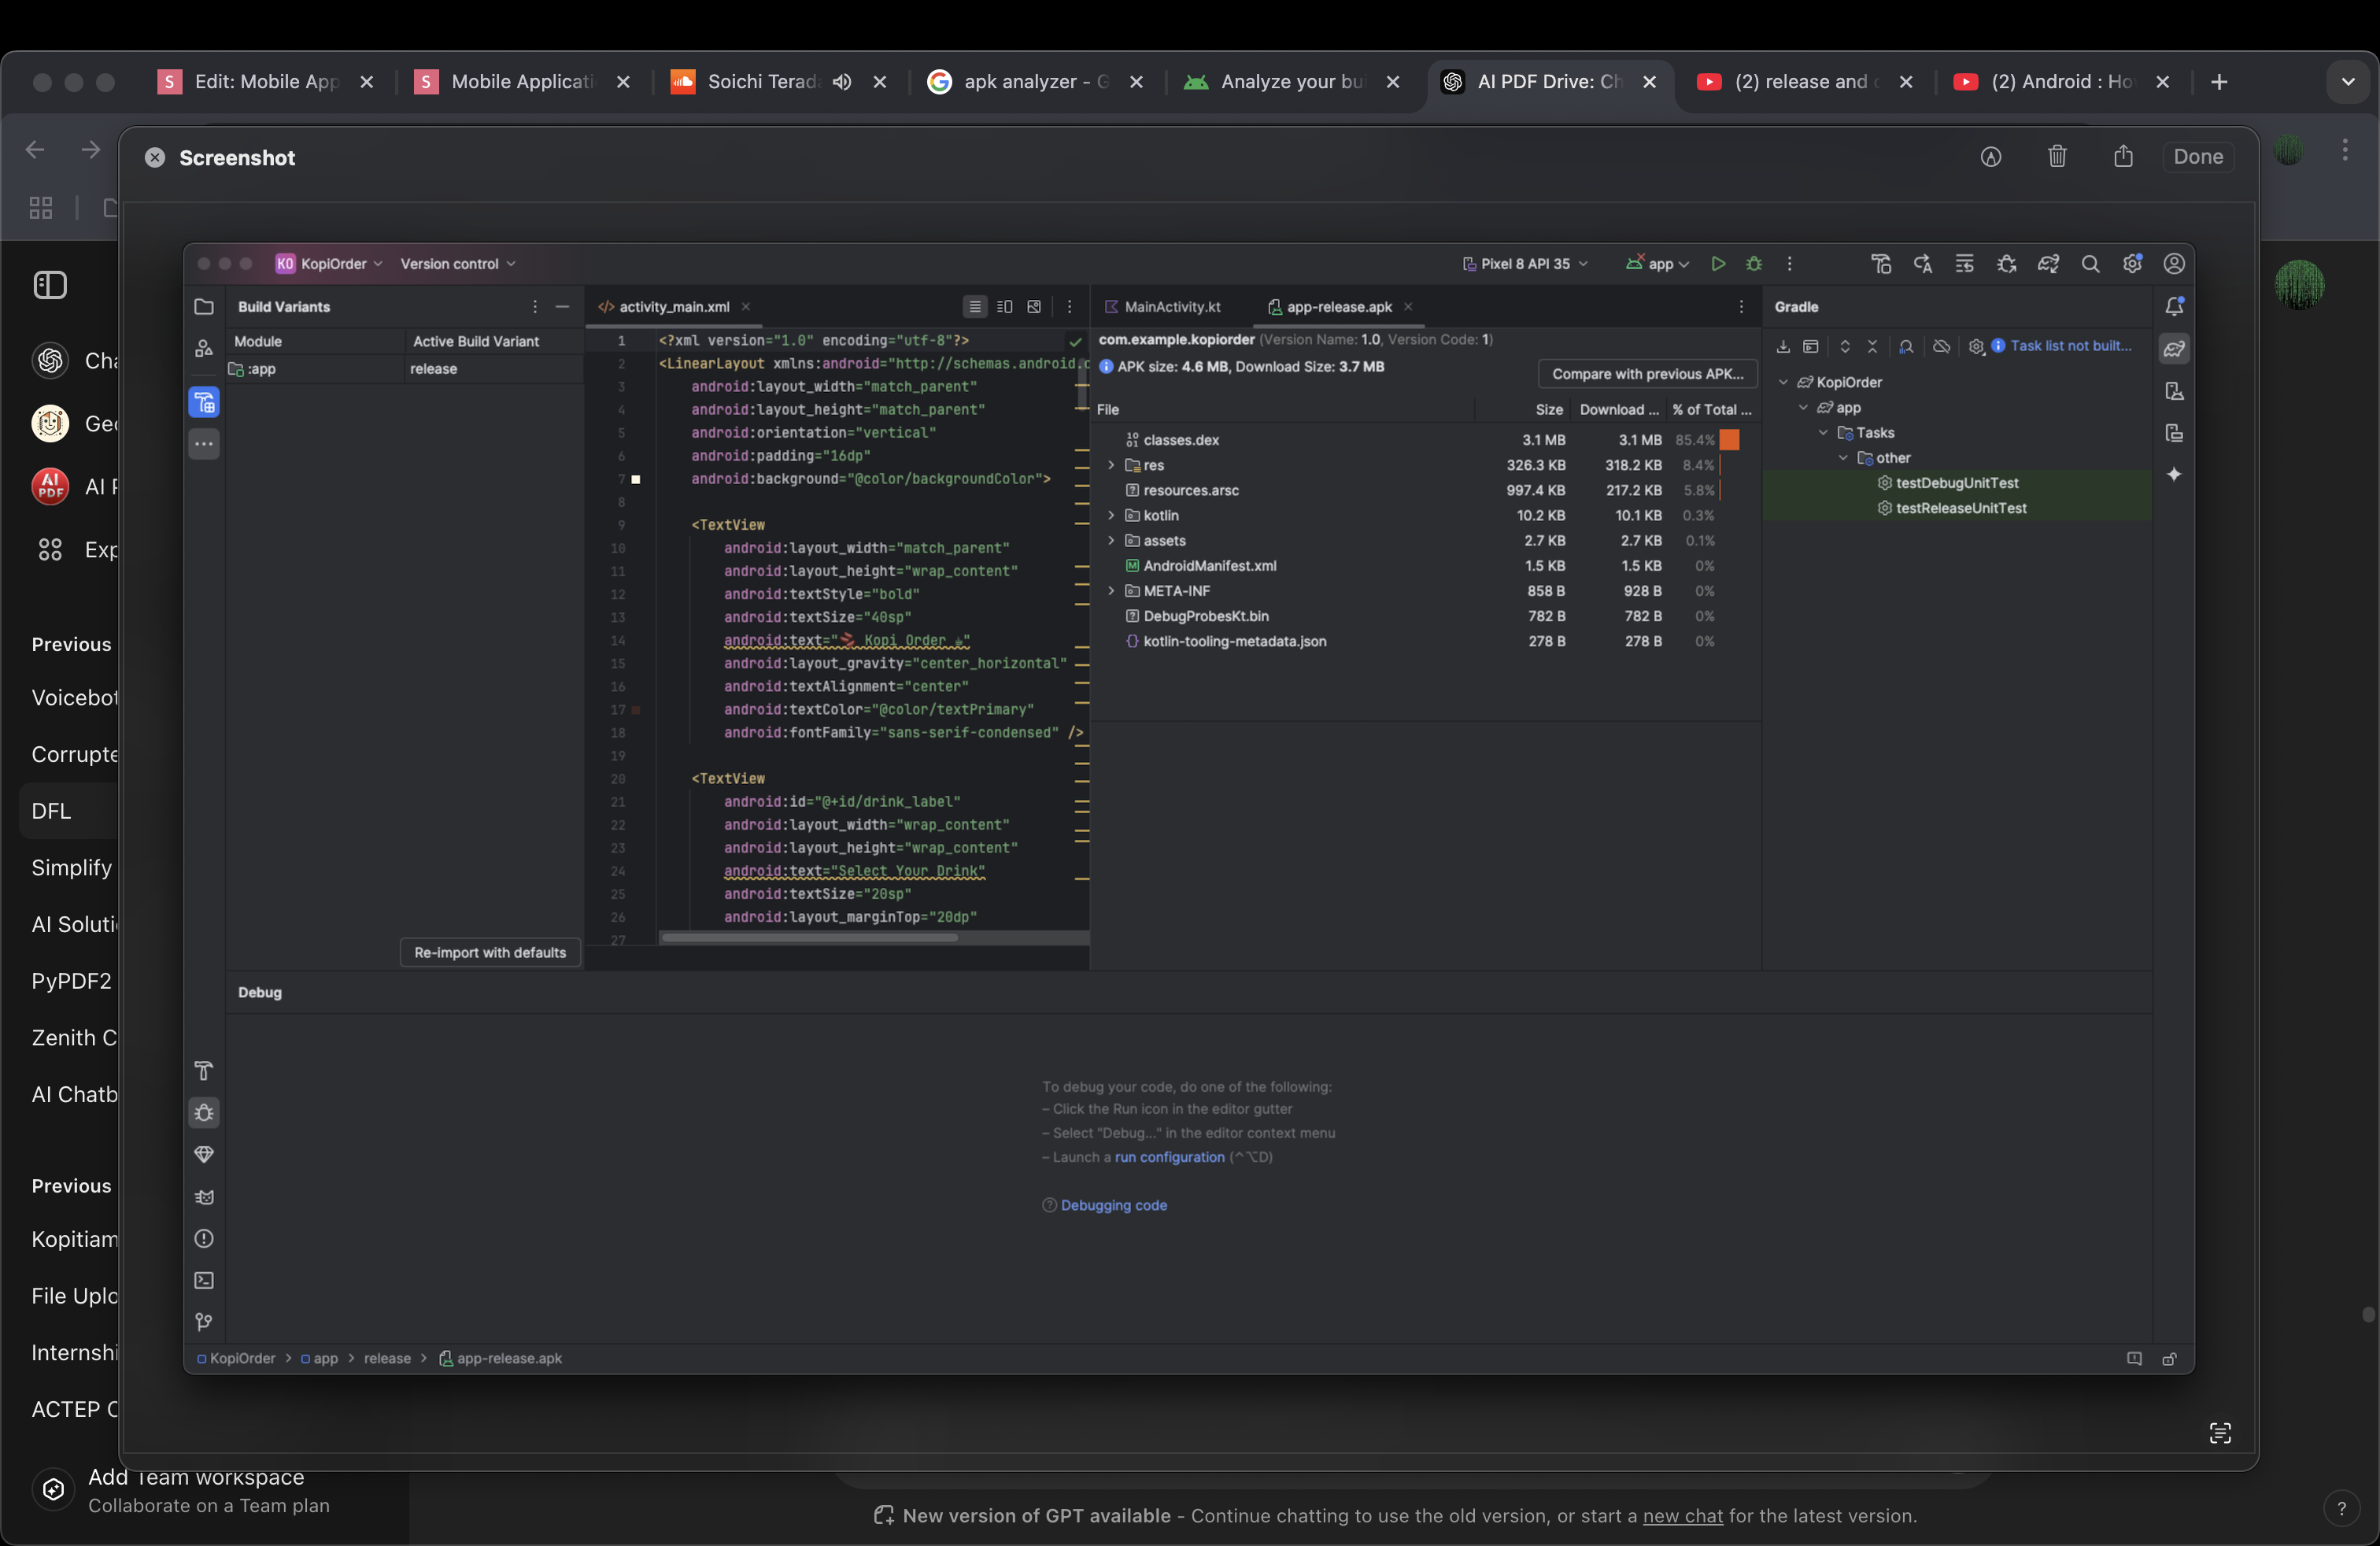 Edit: Mobile App
Mobile Applicati
Soichi Terada
apk analyzer - G
Analyze your bui
AI PDF Drive: Ch
(2) release and
(2) Android : Ho
Screenshot
Done
KO KopiOrder
Version control
Pixel 8 API 35
app
Build Variants
Module
Active Build Variant
:app
release
Re-import with defaults
activity_main.xml
1 <?xml version="1.0" encoding="utf-8"?>
2 <LinearLayout xmlns:android="http://schemas.android.c
3 android:layout_width="match_parent"
4 android:layout_height="match_parent"
5 android:orientation="vertical"
6 android:padding="16dp"
7 android:background="@color/backgroundColor">
8
9 <TextView
10 android:layout_width="match_parent"
11 android:layout_height="wrap_content"
12 android:textStyle="bold"
13 android:textSize="40sp"
14 android:text="🫘 Kopi Order ☕"
15 android:layout_gravity="center_horizontal"
16 android:textAlignment="center"
17 android:textColor="@color/textPrimary"
18 android:fontFamily="sans-serif-condensed" />
19
20 <TextView
21 android:id="@+id/drink_label"
22 android:layout_width="wrap_content"
23 android:layout_height="wrap_content"
24 android:text="Select Your Drink"
25 android:textSize="20sp"
26 android:layout_marginTop="20dp"
27
MainActivity.kt
app-release.apk
com.example.kopiorder (Version Name: 1.0, Version Code: 1)
APK size: 4.6 MB, Download Size: 3.7 MB
Compare with previous APK...
File Size Download ... % of Total ...
classes.dex 3.1 MB 3.1 MB 85.4%
res 326.3 KB 318.2 KB 8.4%
resources.arsc 997.4 KB 217.2 KB 5.8%
kotlin 10.2 KB 10.1 KB 0.3%
assets 2.7 KB 2.7 KB 0.1%
AndroidManifest.xml 1.5 KB 1.5 KB 0%
META-INF 858 B 928 B 0%
DebugProbesKt.bin 782 B 782 B 0%
kotlin-tooling-metadata.json 278 B 278 B 0%
Gradle
Task list not built...
KopiOrder
app
Tasks
other
testDebugUnitTest
testReleaseUnitTest
Debug
To debug your code, do one of the following:
– Click the Run icon in the editor gutter
– Select "Debug..." in the editor context menu
– Launch a run configuration (^⌥D)
Debugging code
KopiOrder > app > release > app-release.apk
Cha
Geo
AI PDF
AI P
Exp
Previous
Voicebot
Corrupte
DFL
Simplify
AI Soluti
PyPDF2
Zenith C
AI Chatb
Previous
Kopitiam
File Uplo
Internshi
ACTEP C
Add Team workspace
Collaborate on a Team plan
New version of GPT available - Continue chatting to use the old version, or start a new chat for the latest version.
?